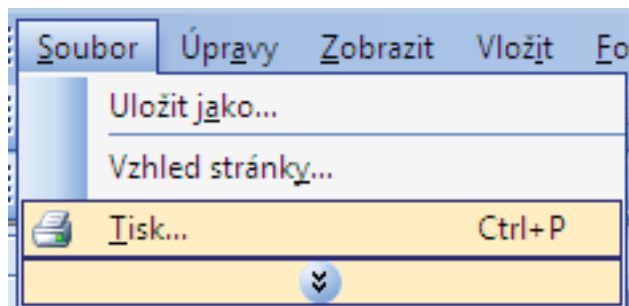 Soubor Úpravy Zobrazit Vložit Fo
Uložit jako...
Vzhled stránky...
Tisk... Ctrl+P